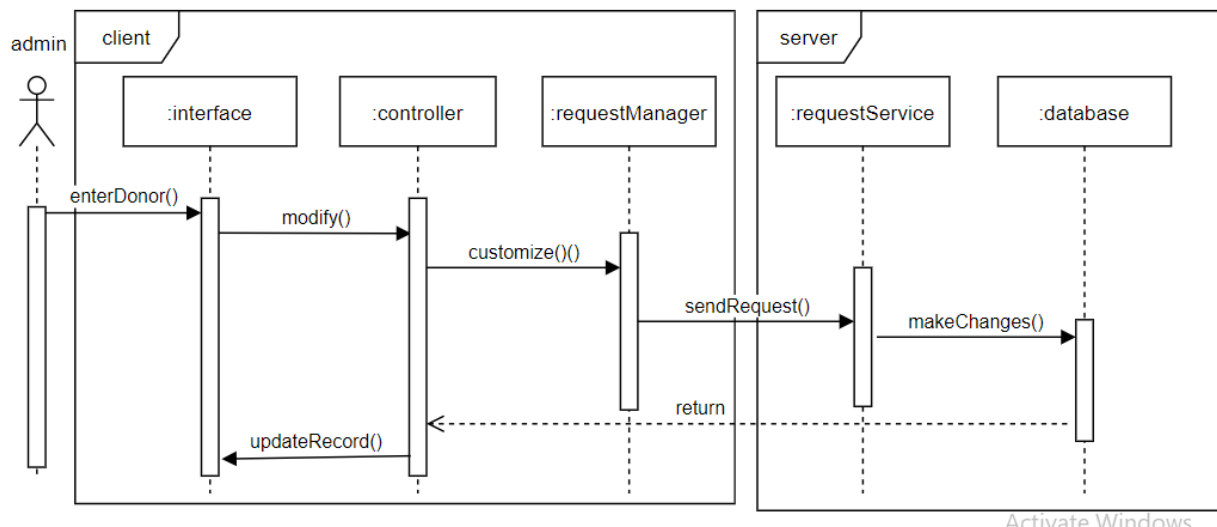 admin
client
server
:interface
:controller
:requestManager
:requestService
:database
enterDonor()
modify()
customize()()
sendRequest()
makeChanges()
return
updateRecord()
Activate Windows